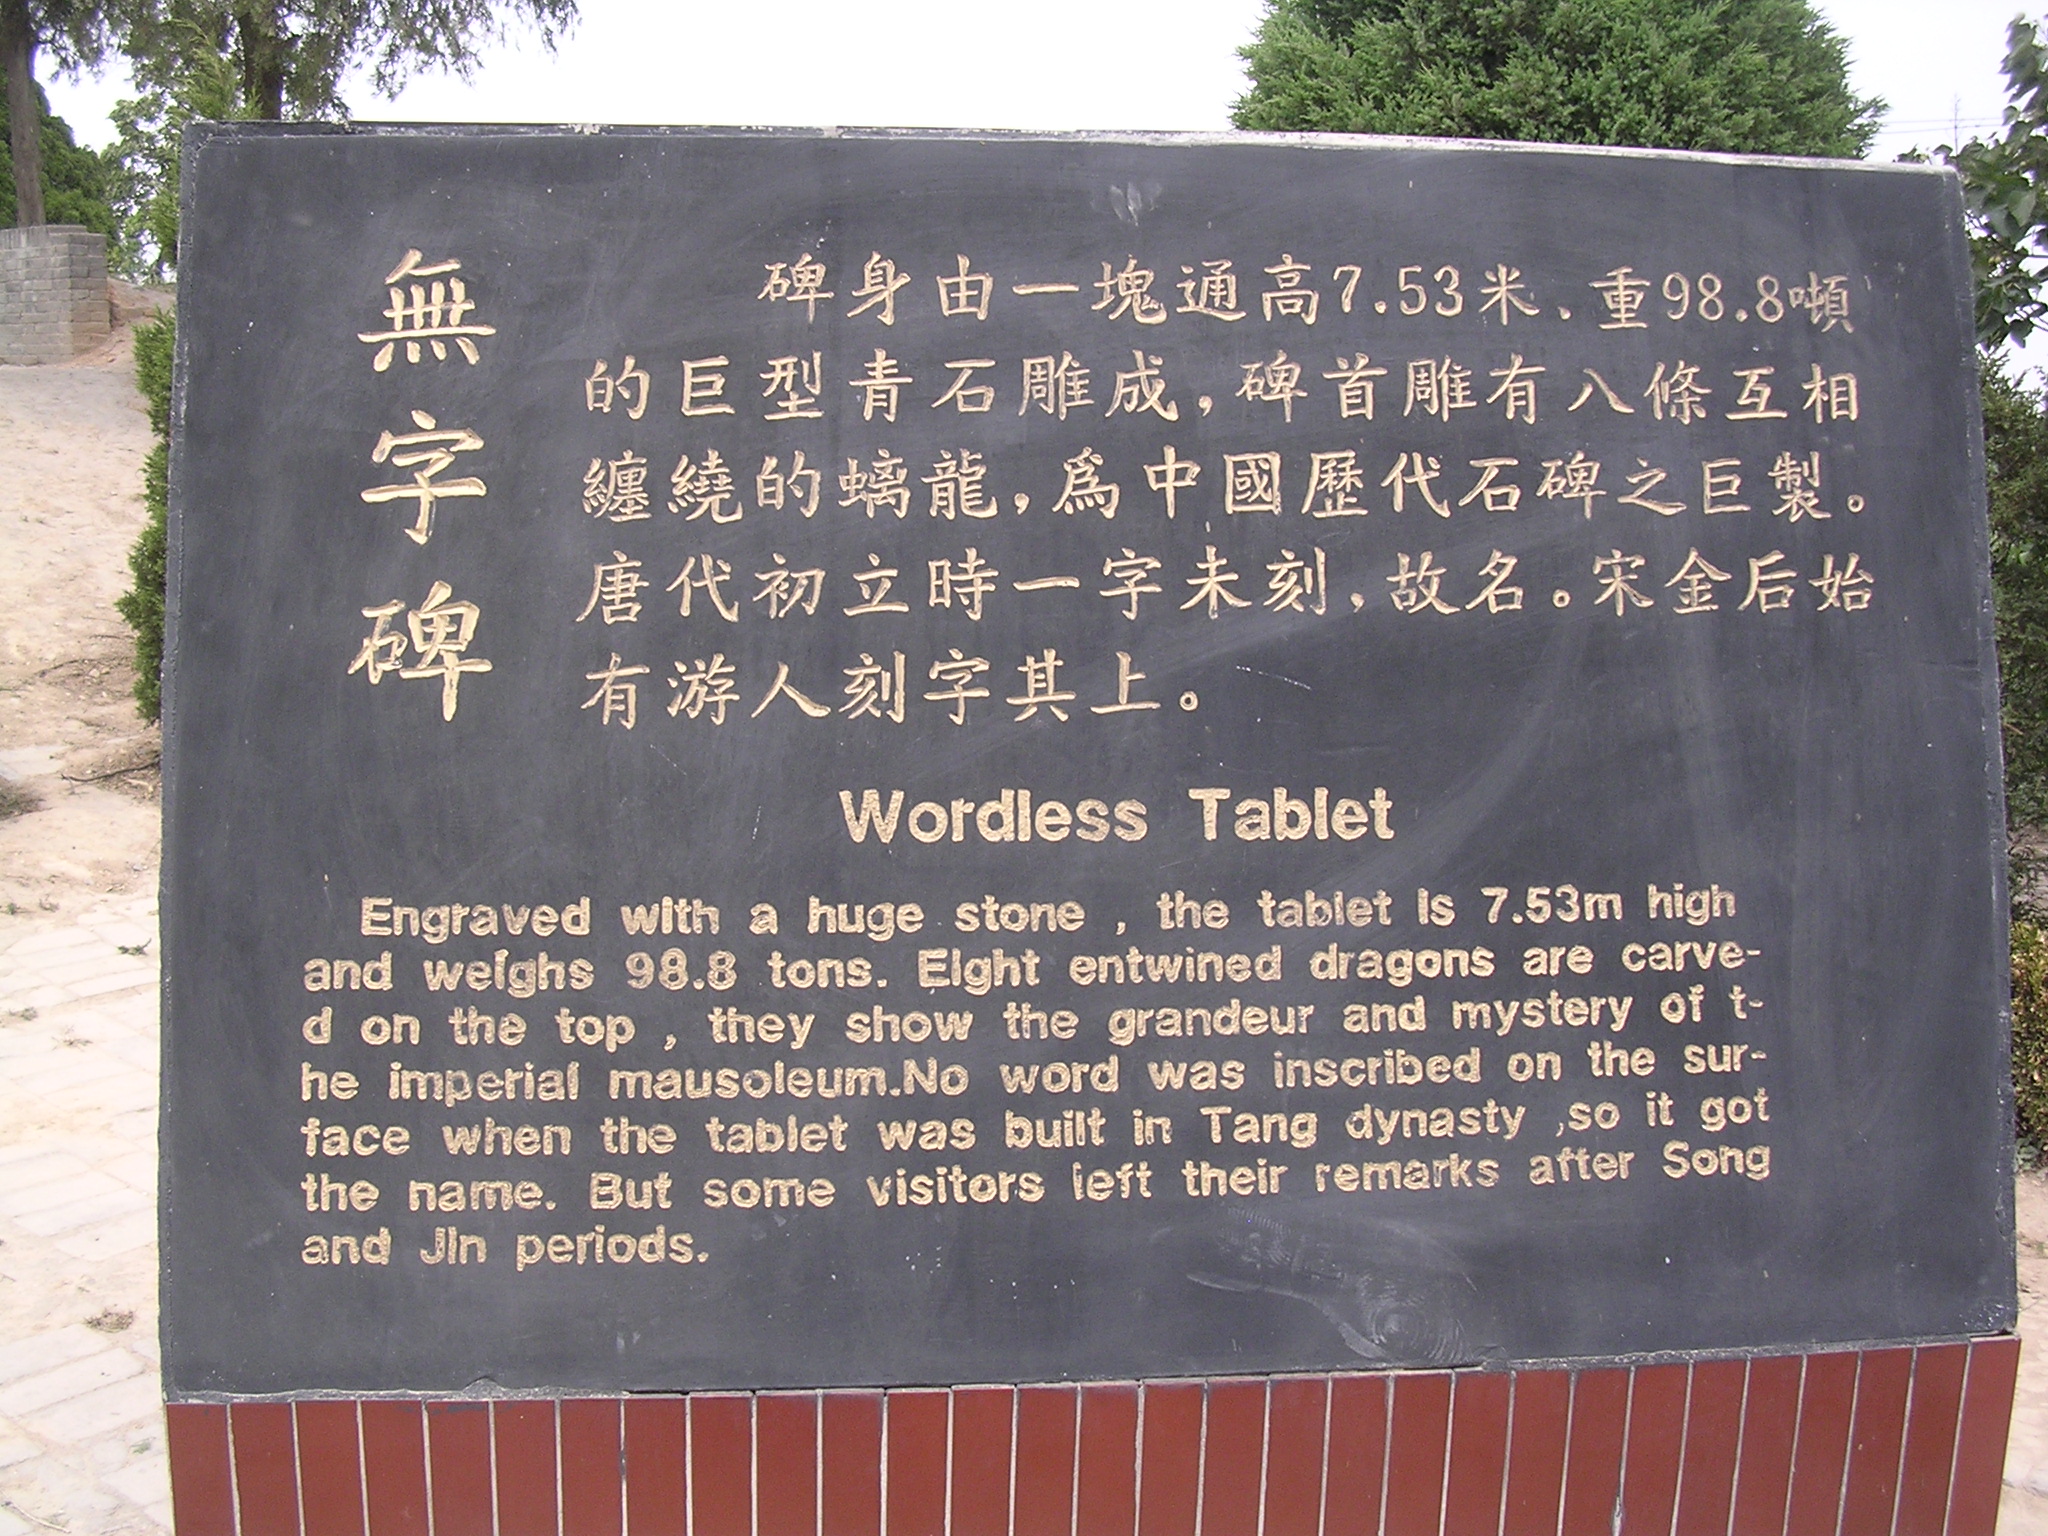 無字碑
碑身由一塊通高7.53米、重98.8噸
的巨型青石雕成,碑首雕有八條互相
纏繞的螭龍,爲中國歷代石碑之巨製。
唐代初立時一字未刻,故名。宋金后始
有游人刻字其上。
Wordless Tablet
Engraved with a huge stone , the tablet is 7.53m high
and weighs 98.8 tons. Eight entwined dragons are carve-
d on the top , they show the grandeur and mystery of t-
he imperial mausoleum.No word was inscribed on the sur-
face when the tablet was built in Tang dynasty ,so it got
the name. But some visitors left their remarks after Song
and Jin periods.